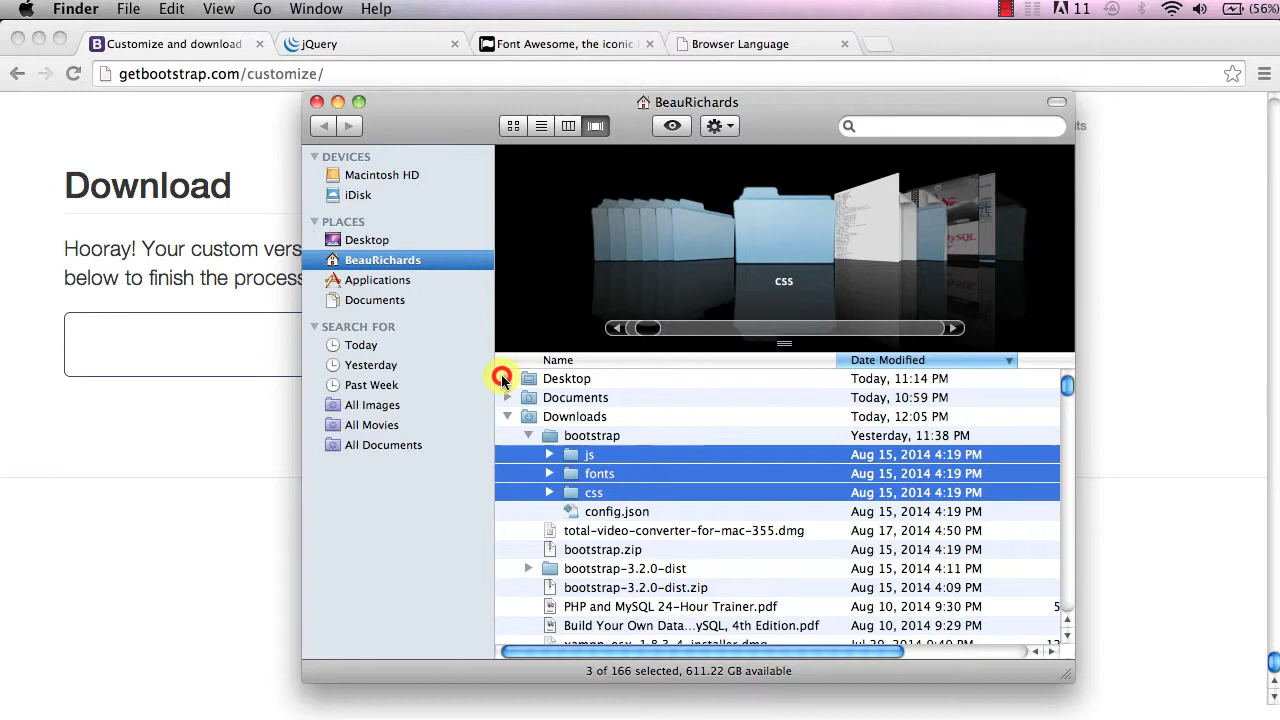 Finder File Edit View Go Window Help 11 (56%)
Customize and download jQuery Font Awesome, the iconic Browser Language
getbootstrap.com/customize/
BeauRichards
DEVICES
Macintosh HD
iDisk
PLACES
Desktop
BeauRichards
Applications
Documents
SEARCH FOR
Today
Yesterday
Past Week
All Images
All Movies
All Documents
Download
Hooray! Your custom vers
below to finish the process
css
MySQL
Name Date Modified
Desktop Today, 11:14 PM
Documents Today, 10:59 PM
Downloads Today, 12:05 PM
bootstrap Yesterday, 11:38 PM
js Aug 15, 2014 4:19 PM
fonts Aug 15, 2014 4:19 PM
css Aug 15, 2014 4:19 PM
config.json Aug 15, 2014 4:19 PM
total-video-converter-for-mac-355.dmg Aug 17, 2014 4:50 PM
bootstrap.zip Aug 15, 2014 4:19 PM
bootstrap-3.2.0-dist Aug 15, 2014 4:11 PM
bootstrap-3.2.0-dist.zip Aug 15, 2014 4:09 PM
PHP and MySQL 24-Hour Trainer.pdf Aug 10, 2014 9:30 PM 5
Build Your Own Data...ySQL, 4th Edition.pdf Aug 10, 2014 9:29 PM
3 of 166 selected, 611.22 GB available